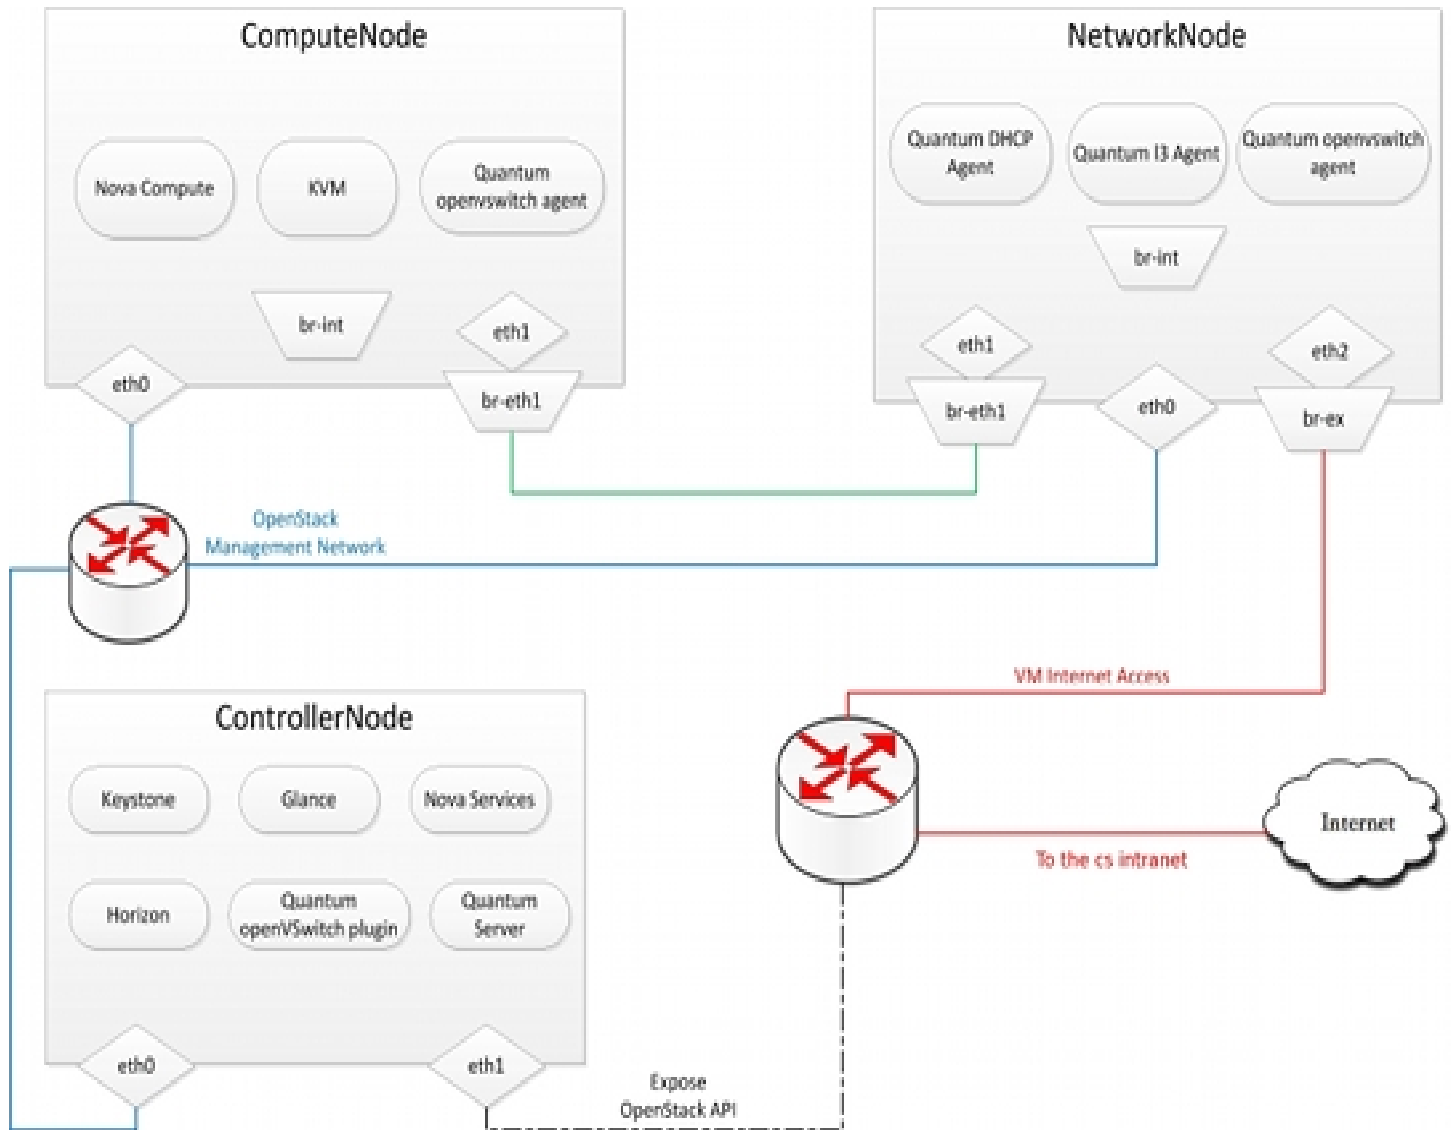 ComputeNode
Nova Compute
KVM
Quantum
openvswitch agent
br-int
eth1
eth0
br-eth1
NetworkNode
Quantum DHCP
Agent
Quantum l3 Agent
Quantum openvswitch
agent
br-int
eth1
eth2
br-eth1
eth0
br-ex
OpenStack
Management Network
VM Internet Access
ControllerNode
Keystone
Glance
Nova Services
Horizon
Quantum
openVSwitch plugin
Quantum
Server
eth0
eth1
Internet
To the cs intranet
Expose
OpenStack API